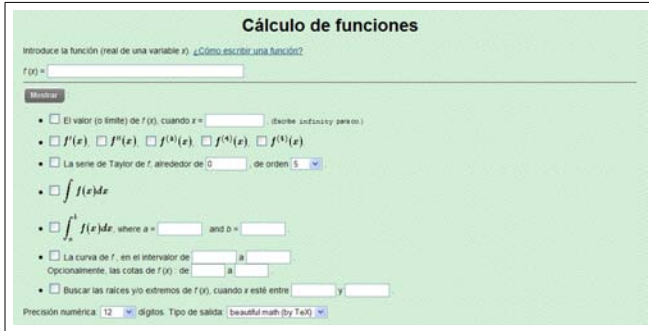 Cálculo de funciones
Introduce la función (real de una variable x). ¿Cómo escribir una función?
f (x) =
Mostrar
El valor (o límite) de f (x), cuando x = . (Escribe infinity para ∞.)
f'(x), f''(x), f⁽³⁾(x), f⁽⁴⁾(x), f⁽⁵⁾(x)
La serie de Taylor de f, alrededor de 0 , de orden 5 .
∫ f(x)dx
∫ₐᵇ f(x)dx, where a = and b = .
La curva de f , en el intervalo de a .
Opcionalmente, las cotas de f (x) : de a .
Buscar las raíces y/o extremos de f (x), cuando x esté entre y .
Precisión numérica: 12 dígitos. Tipo de salida: beautiful math (by TeX)